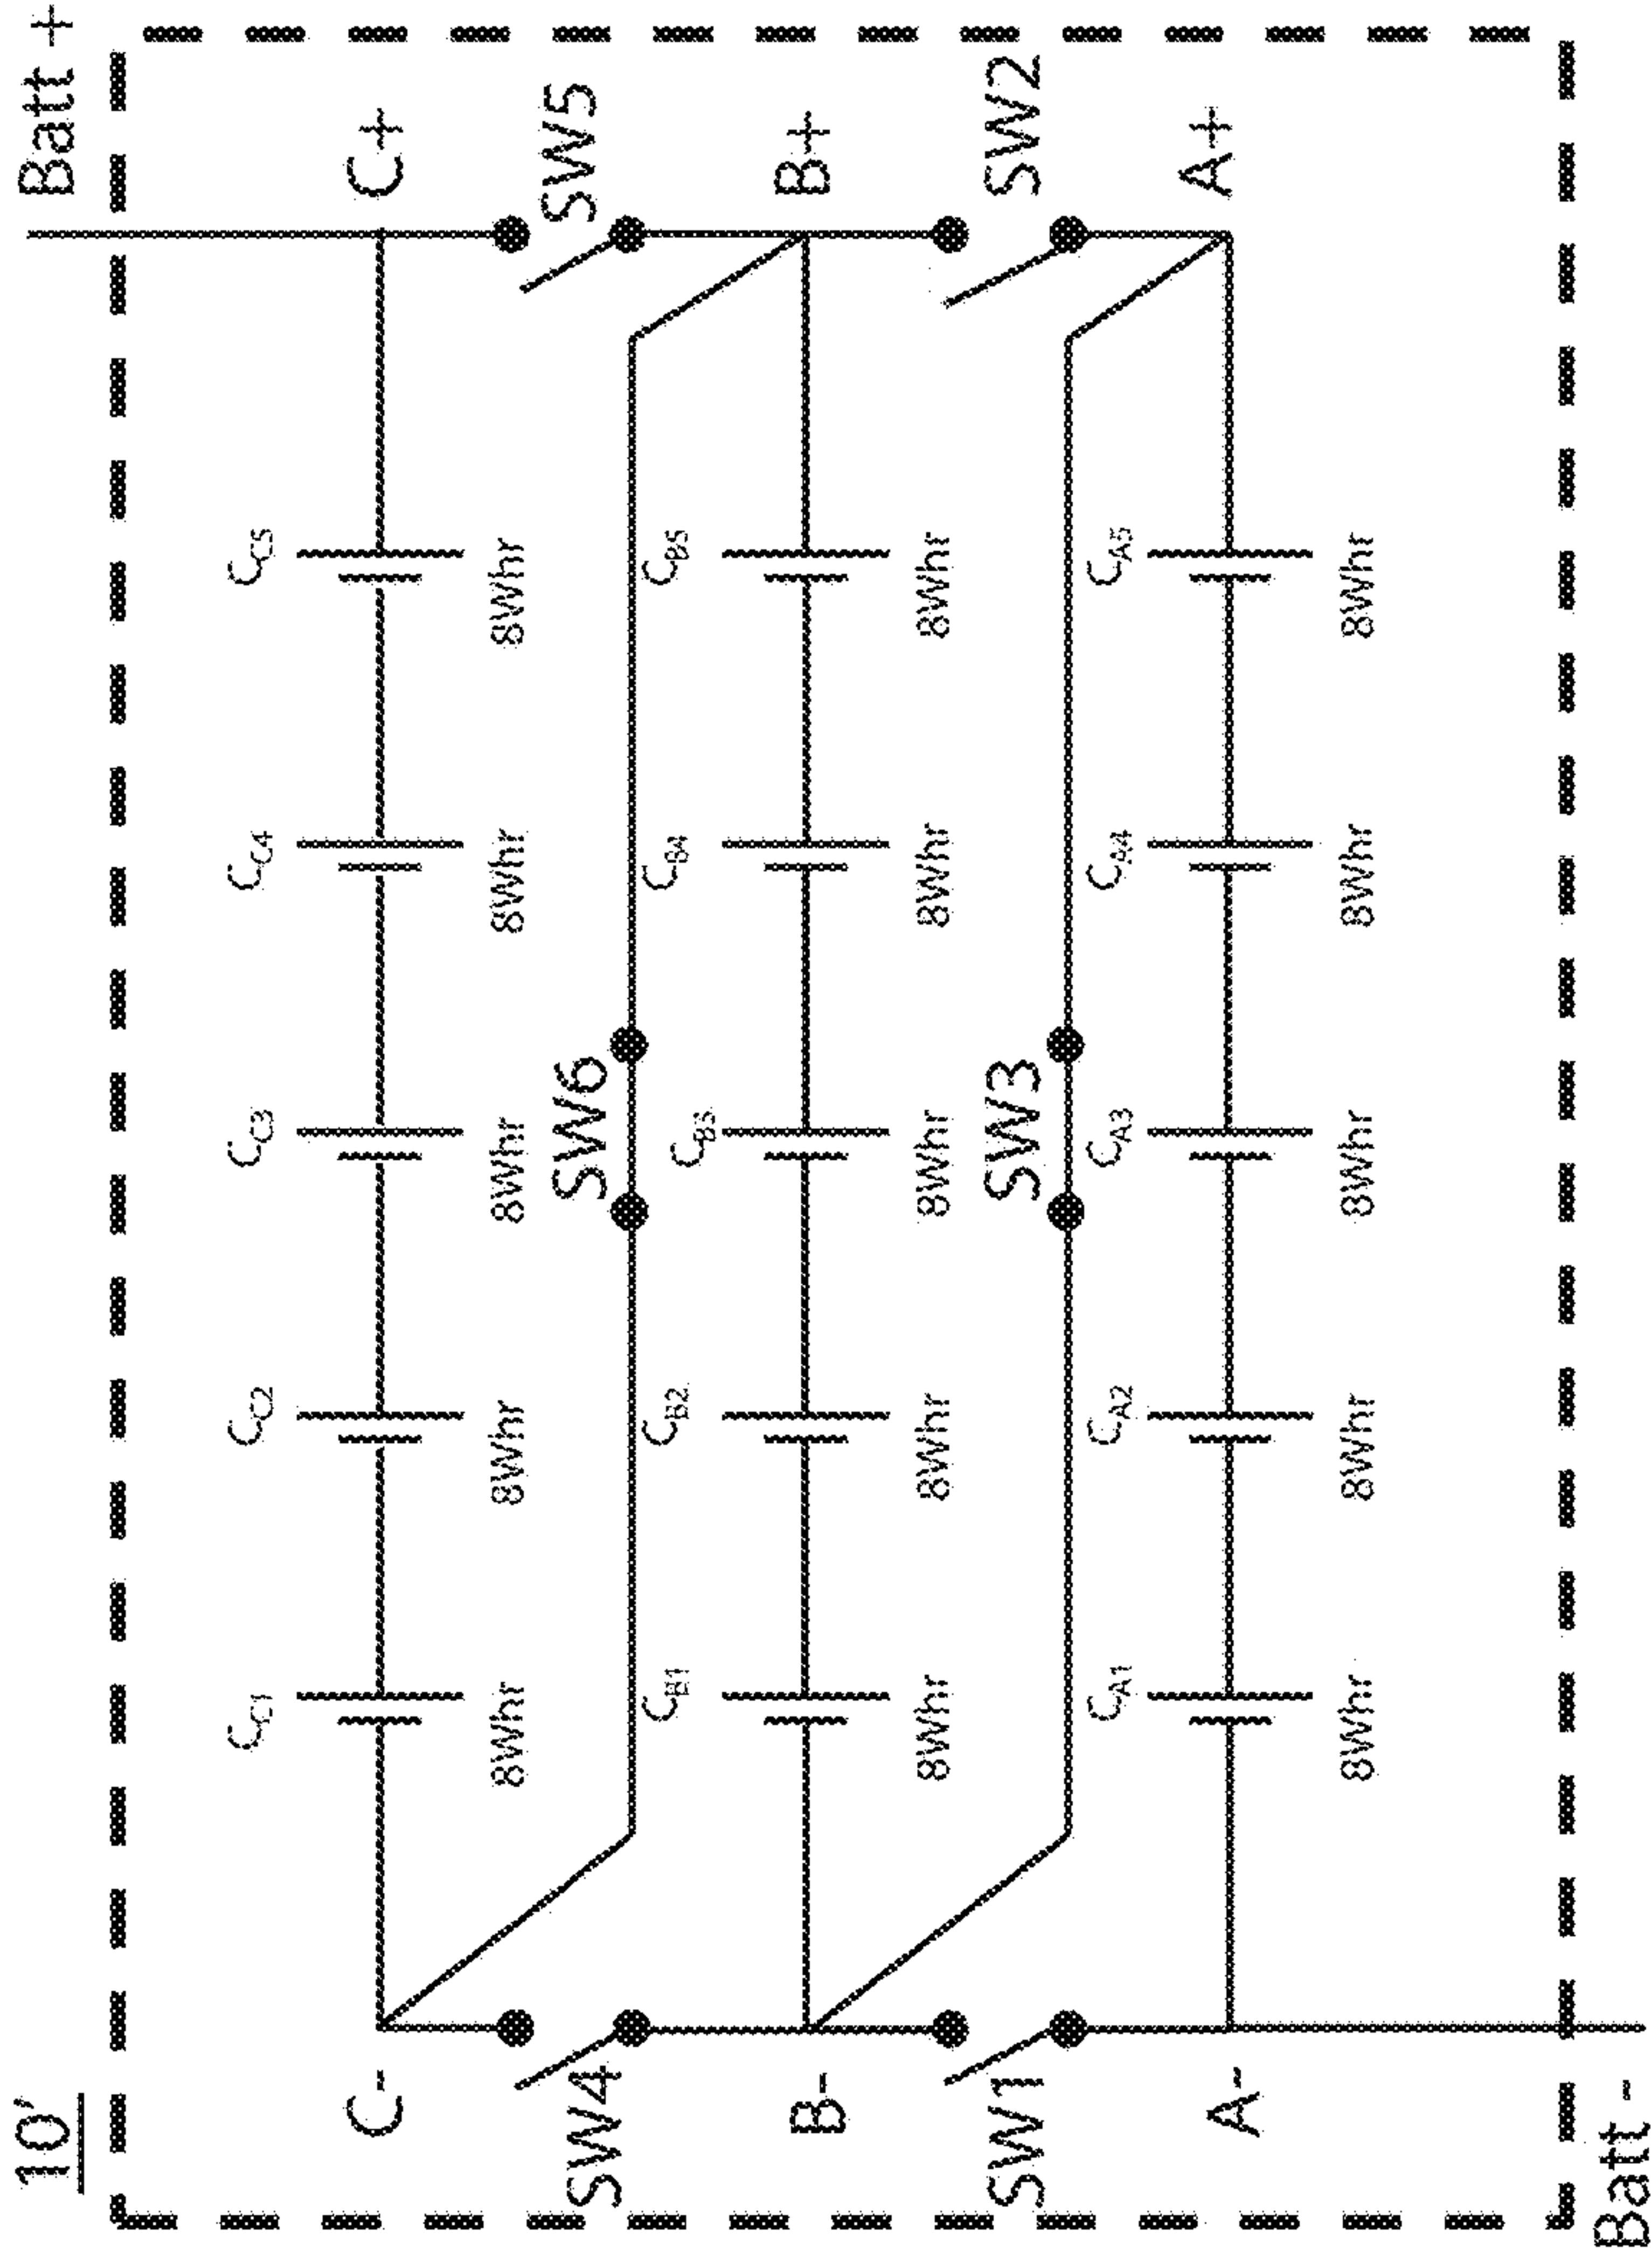 10' Batt +
C_C1 C_C2 C_C3 C_C4 C_C5
C- C+
8Whr 8Whr 8Whr 8Whr 8Whr
SW4 SW6 SW5
C_B1 C_B2 C_B3 C_B4 C_B5
B- B+
8Whr 8Whr 8Whr 8Whr 8Whr
SW1 SW3 SW2
C_A1 C_A2 C_A3 C_A4 C_A5
A- A+
8Whr 8Whr 8Whr 8Whr 8Whr
Batt -